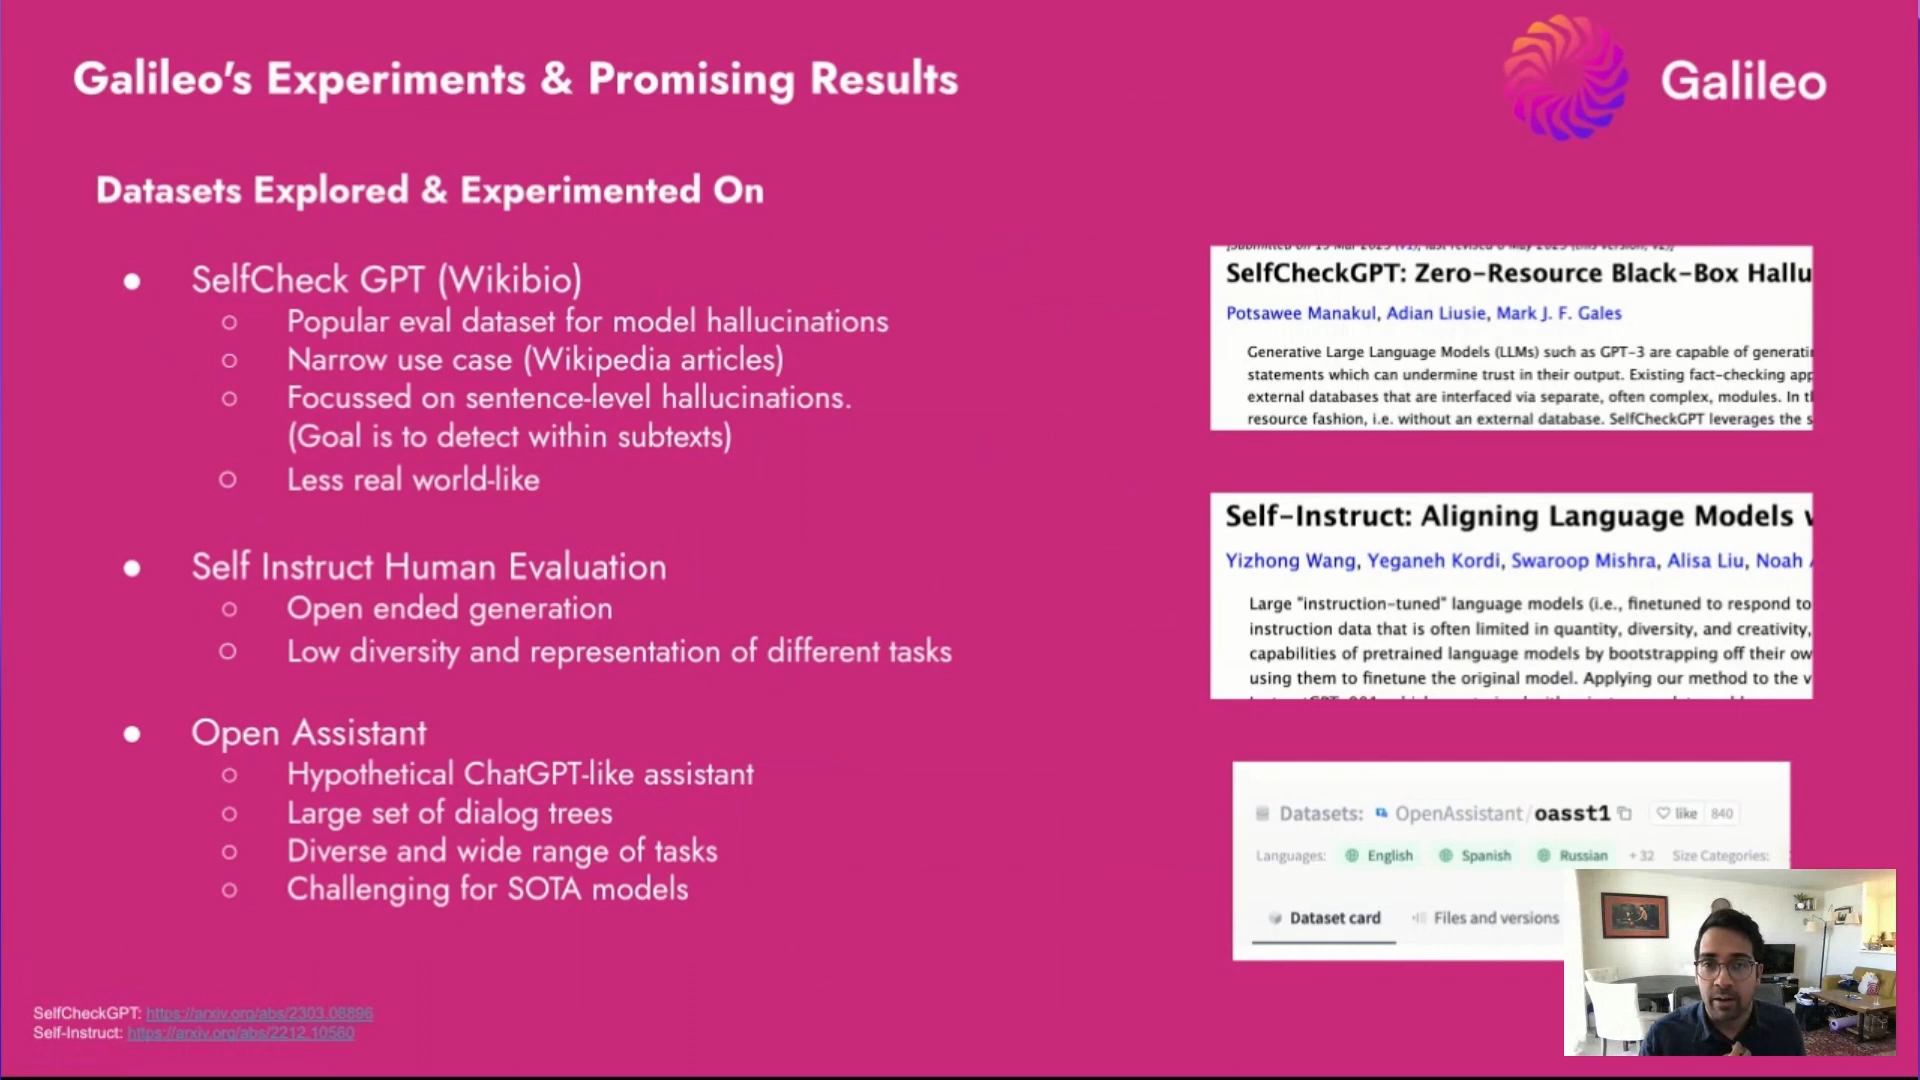 Galileo's Experiments & Promising Results
Galileo
Datasets Explored & Experimented On
● SelfCheck GPT (Wikibio)
○ Popular eval dataset for model hallucinations
○ Narrow use case (Wikipedia articles)
○ Focussed on sentence-level hallucinations.
(Goal is to detect within subtexts)
○ Less real world-like
● Self Instruct Human Evaluation
○ Open ended generation
○ Low diversity and representation of different tasks
● Open Assistant
○ Hypothetical ChatGPT-like assistant
○ Large set of dialog trees
○ Diverse and wide range of tasks
○ Challenging for SOTA models
SelfCheckGPT: Zero-Resource Black-Box Hallu
Potsawee Manakul, Adian Liusie, Mark J. F. Gales
Generative Large Language Models (LLMs) such as GPT-3 are capable of generati
statements which can undermine trust in their output. Existing fact-checking app
external databases that are interfaced via separate, often complex, modules. In t
resource fashion, i.e. without an external database. SelfCheckGPT leverages the s
Self-Instruct: Aligning Language Models
Yizhong Wang, Yeganeh Kordi, Swaroop Mishra, Alisa Liu, Noah
Large "instruction-tuned" language models (i.e., finetuned to respond to
instruction data that is often limited in quantity, diversity, and creativity,
capabilities of pretrained language models by bootstrapping off their ow
using them to finetune the original model. Applying our method to the v
Datasets: OpenAssistant/oasst1 like 840
Languages: English Spanish Russian + 32 Size Categories:
Dataset card Files and versions
SelfCheckGPT: https://arxiv.org/abs/2303.08896
Self-Instruct: https://arxiv.org/abs/2212.10560